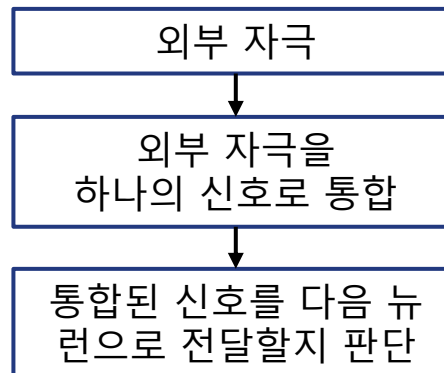 외부 자극
외부 자극을
하나의 신호로 통합
통합된 신호를 다음 뉴
런으로 전달할지 판단